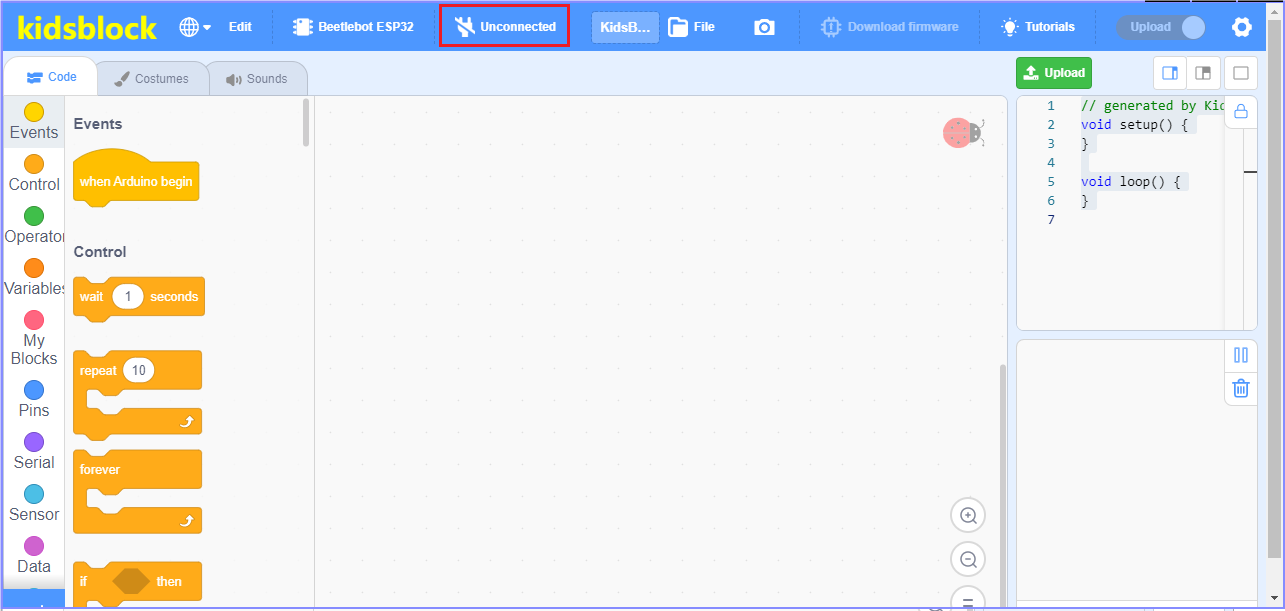 kidsblock Edit Beetlebot ESP32 Unconnected KidsB... File Download firmware Tutorials Upload
Code Costumes Sounds Upload
Events
Control
Operator
Variables
My
Blocks
Pins
Serial
Sensor
Data
Events
when Arduino begin
Control
wait 1 seconds
repeat 10
forever
if then
1 // generated by Kid
2 void setup() {
3 }
4
5 void loop() {
6 }
7